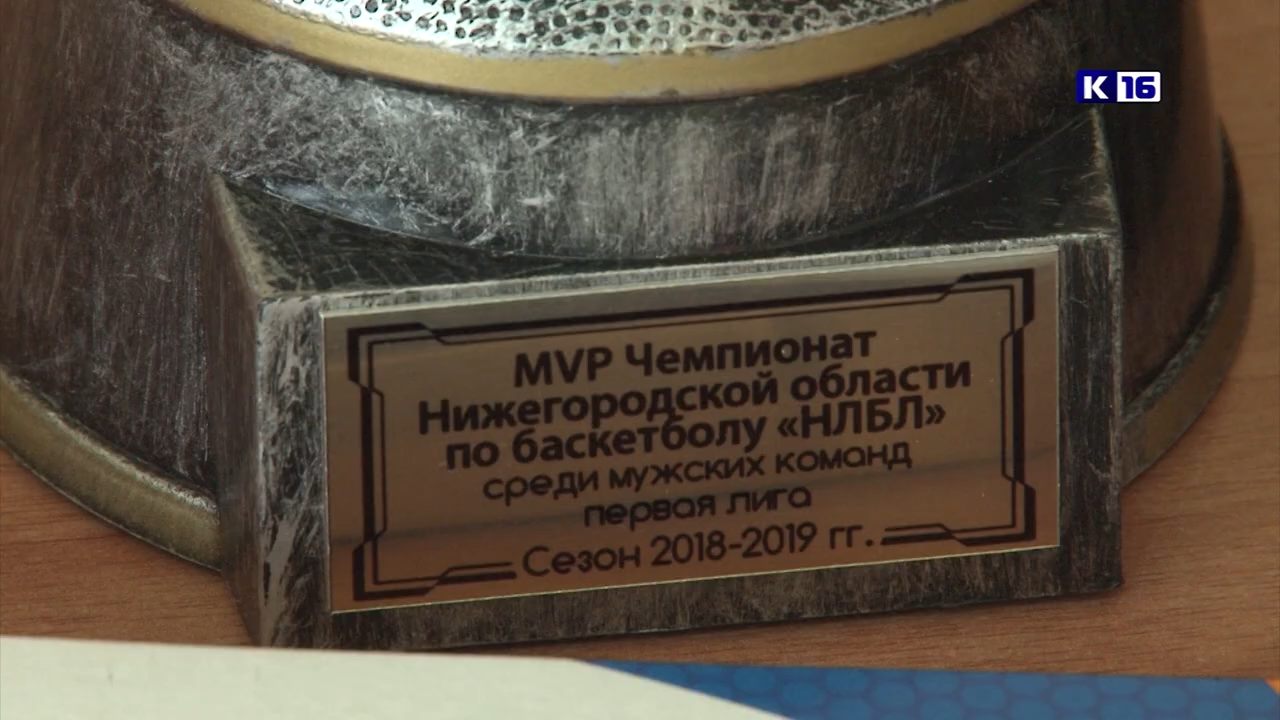 К 16
MVP Чемпионат
Нижегородской области
по баскетболу «НЛБЛ»
среди мужских команд
первая лига
Сезон 2018-2019 гг.